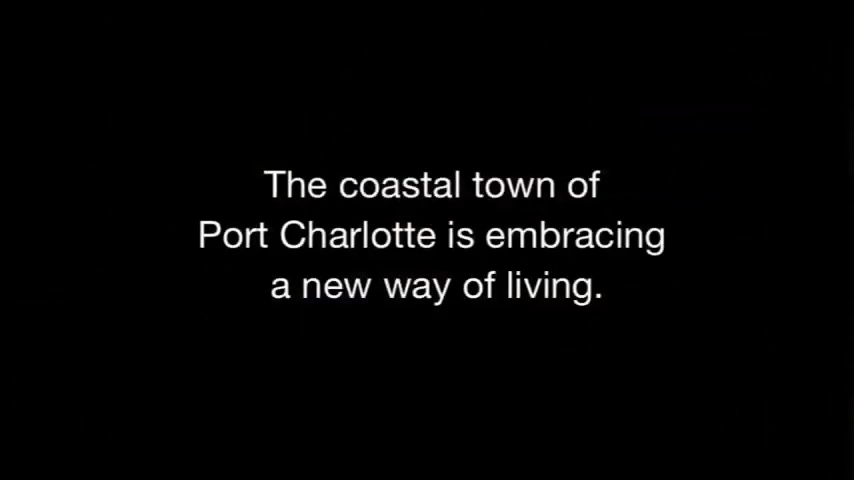 The coastal town of
Port Charlotte is embracing
a new way of living.